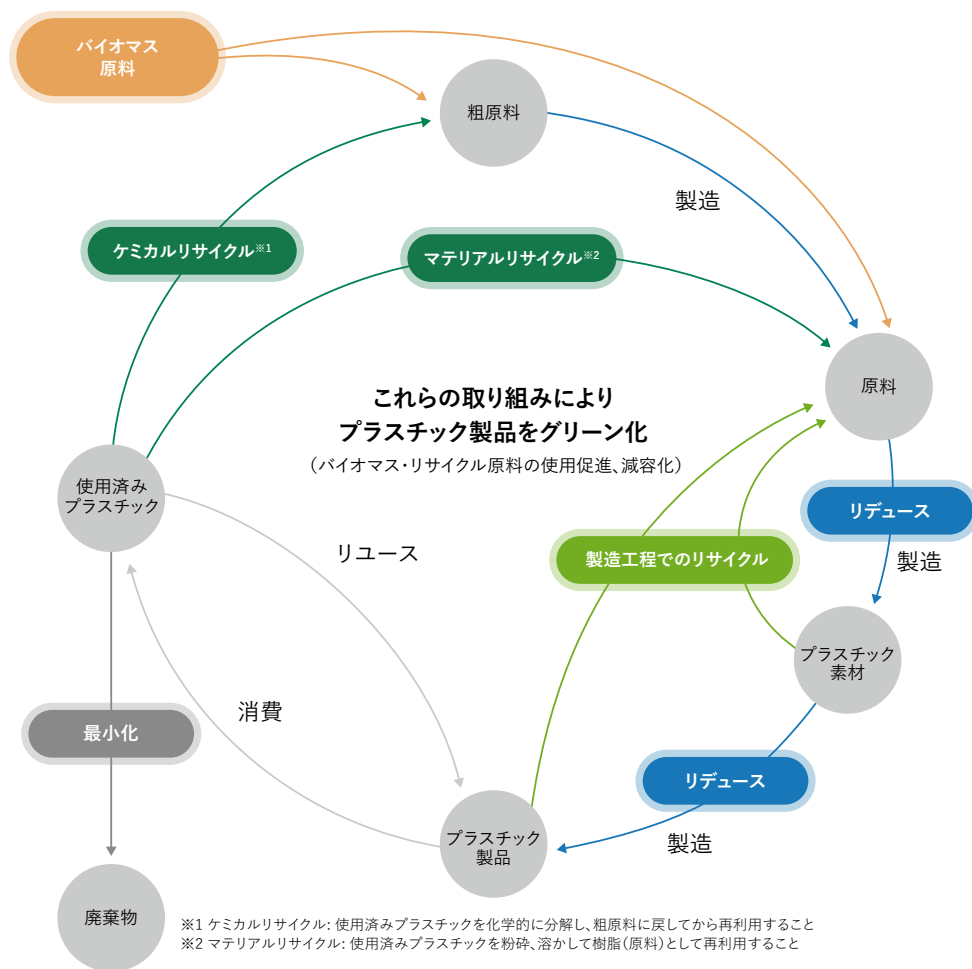 バイオマス
原料
粗原料
製造
ケミカルリサイクル※1
マテリアルリサイクル※2
原料
これらの取り組みにより
プラスチック製品をグリーン化
（バイオマス・リサイクル原料の使用促進、減容化）
使用済み
プラスチック
リデュース
リユース
製造工程でのリサイクル
製造
プラスチック
素材
消費
最小化
リデュース
プラスチック
製品
製造
廃棄物
※1 ケミカルリサイクル: 使用済みプラスチックを化学的に分解し、粗原料に戻してから再利用すること
※2 マテリアルリサイクル: 使用済みプラスチックを粉砕、溶かして樹脂（原料）として再利用すること